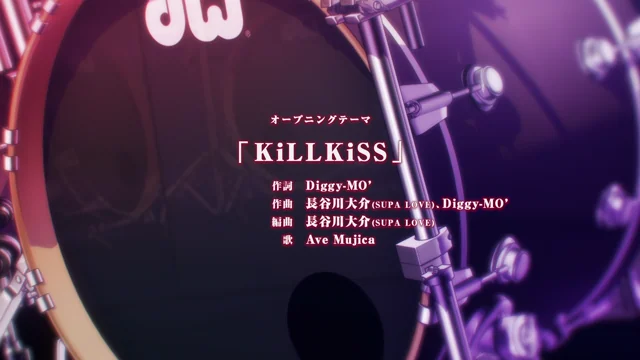 dw
オープニングテーマ
「KiLLKiSS」
作詞 Diggy-MO'
作曲 長谷川大介(SUPA LOVE)、Diggy-MO'
編曲 長谷川大介(SUPA LOVE)
歌 Ave Mujica